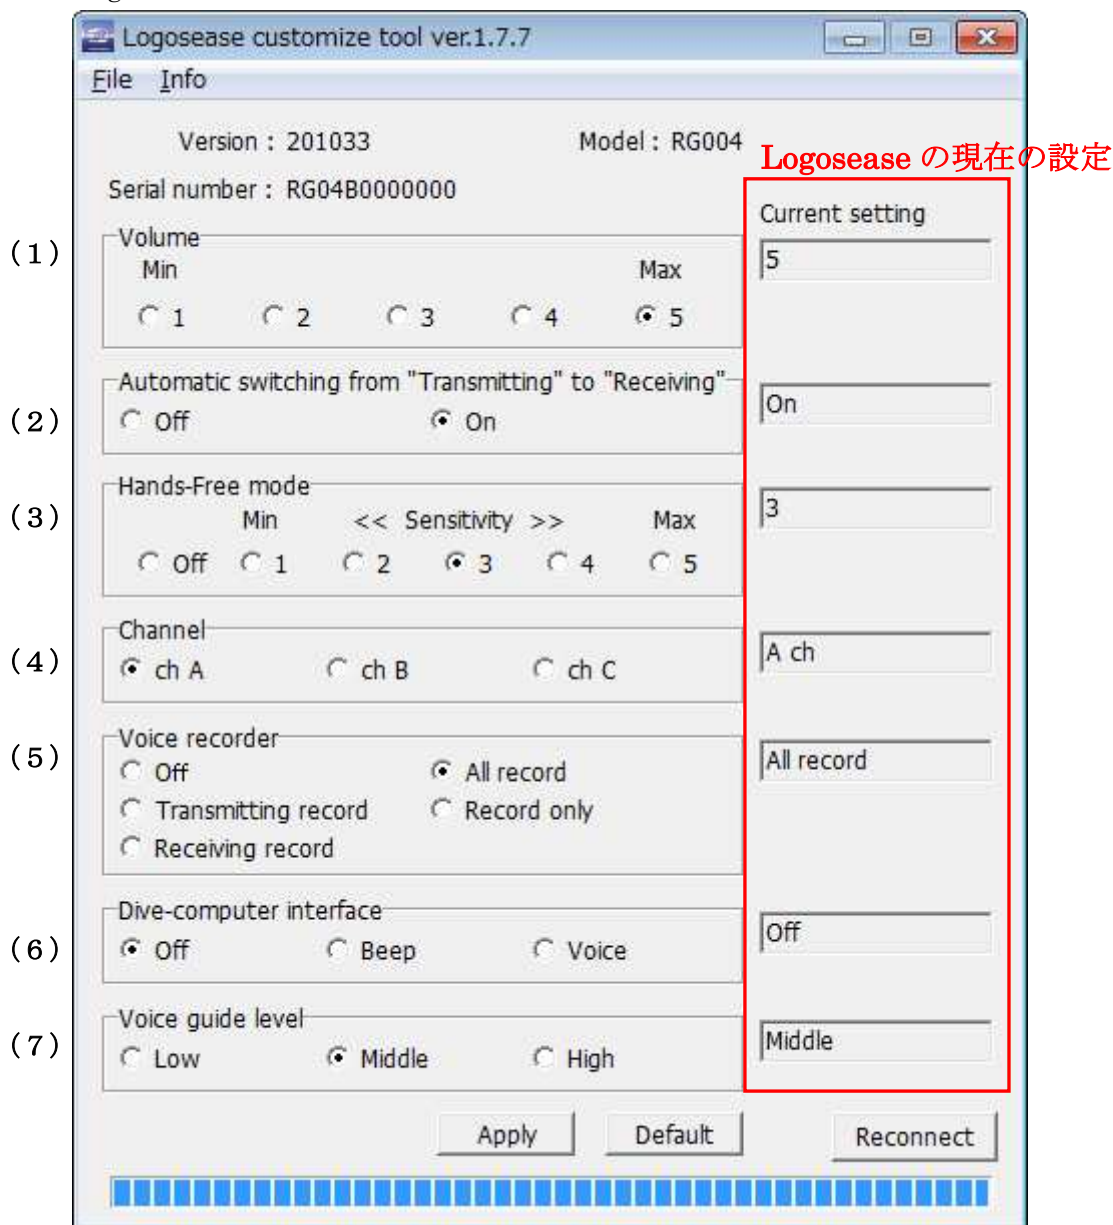 Logosease customize tool ver.1.7.7
File Info
Version : 201033 Model : RG004
Logosease の現在の設定
Serial number : RG04B0000000
Current setting
(1) Volume
5
Min Max
1 2 3 4 5
Automatic switching from "Transmitting" to "Receiving"
On
(2) Off On
Hands-Free mode
3
(3) Min << Sensitivity >> Max
Off 1 2 3 4 5
Channel
A ch
(4) ch A ch B ch C
Voice recorder
(5) All record
Off All record
Transmitting record Record only
Receiving record
Dive-computer interface
Off
(6) Off Beep Voice
Voice guide level
(7) Middle
Low Middle High
Apply Default Reconnect